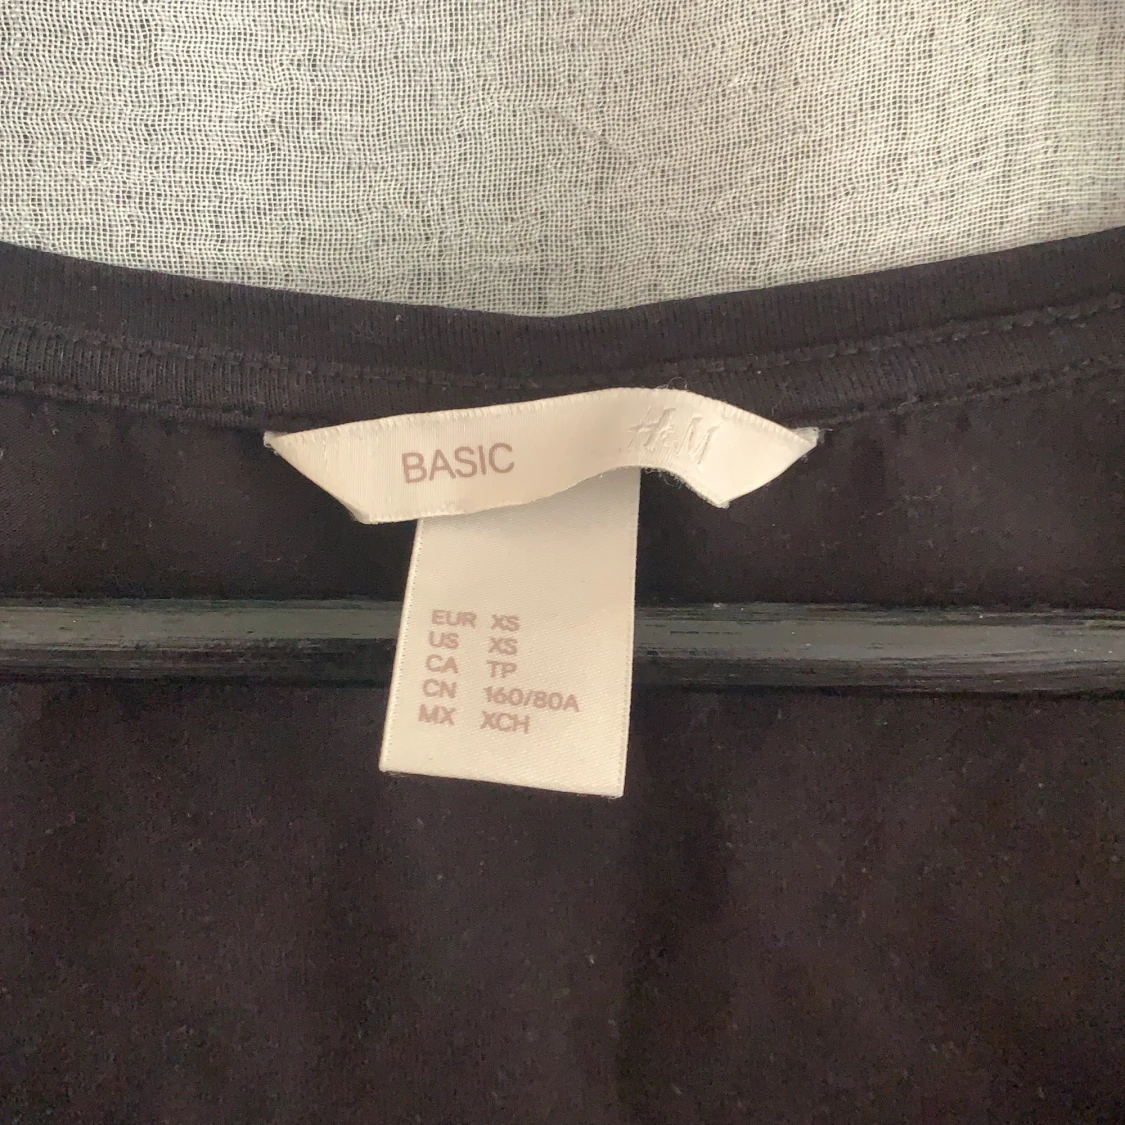 BASIC H&M
EUR XS
US XS
CA TP
CN 160/80A
MX XCH